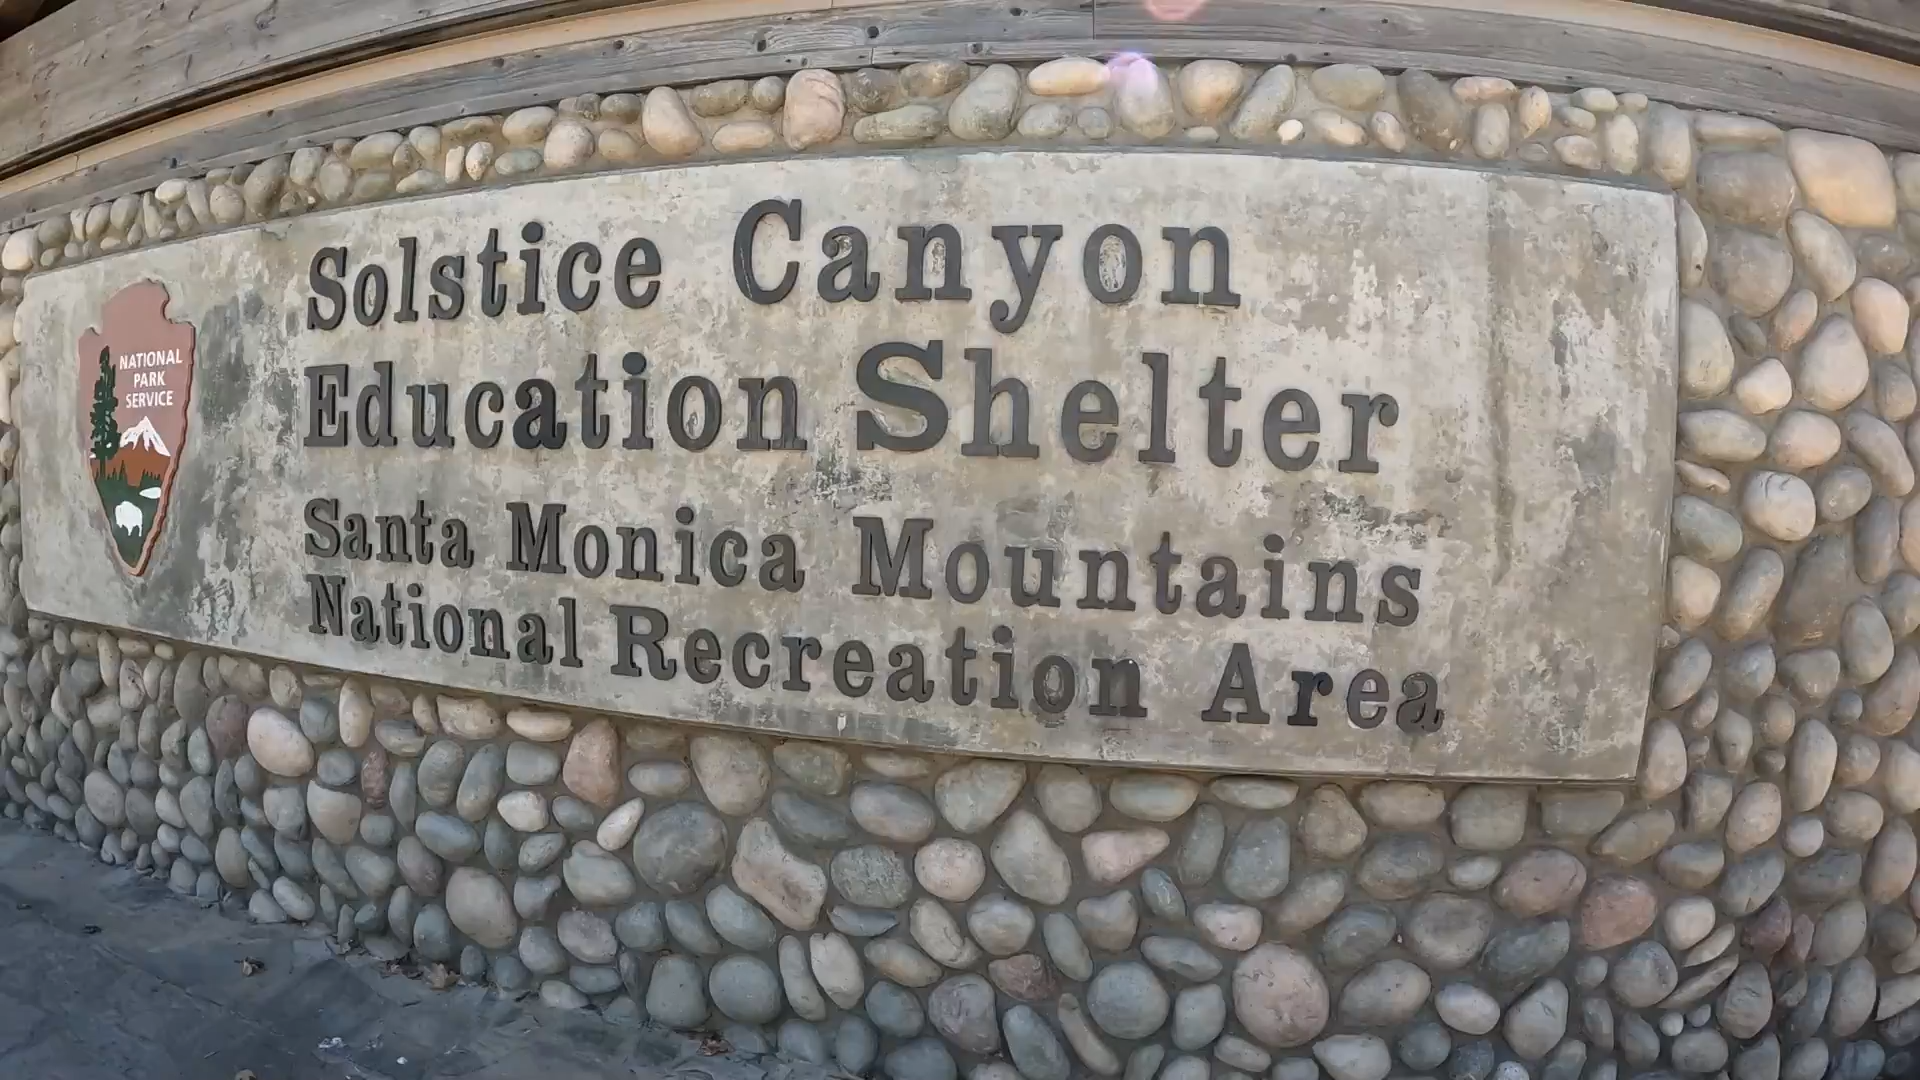 NATIONAL
PARK
SERVICE
Solstice Canyon
Education Shelter
Santa Monica Mountains
National Recreation Area